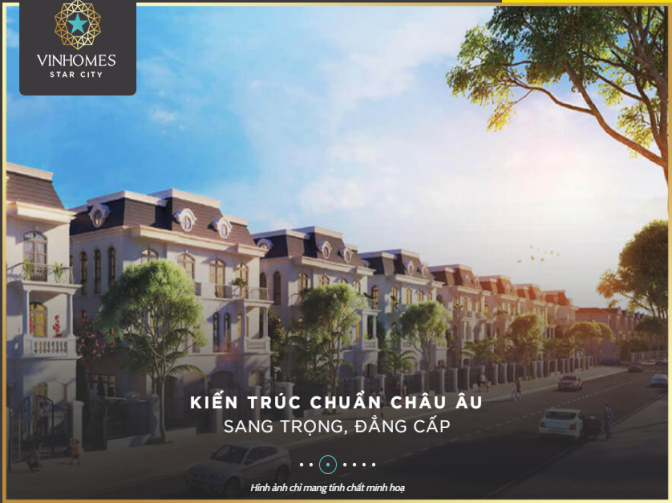 VINHOMES
STAR CITY
KIẾN TRÚC CHUẨN CHÂU ÂU
SANG TRỌNG, ĐẲNG CẤP
Hình ảnh chỉ mang tính chất minh hoạ